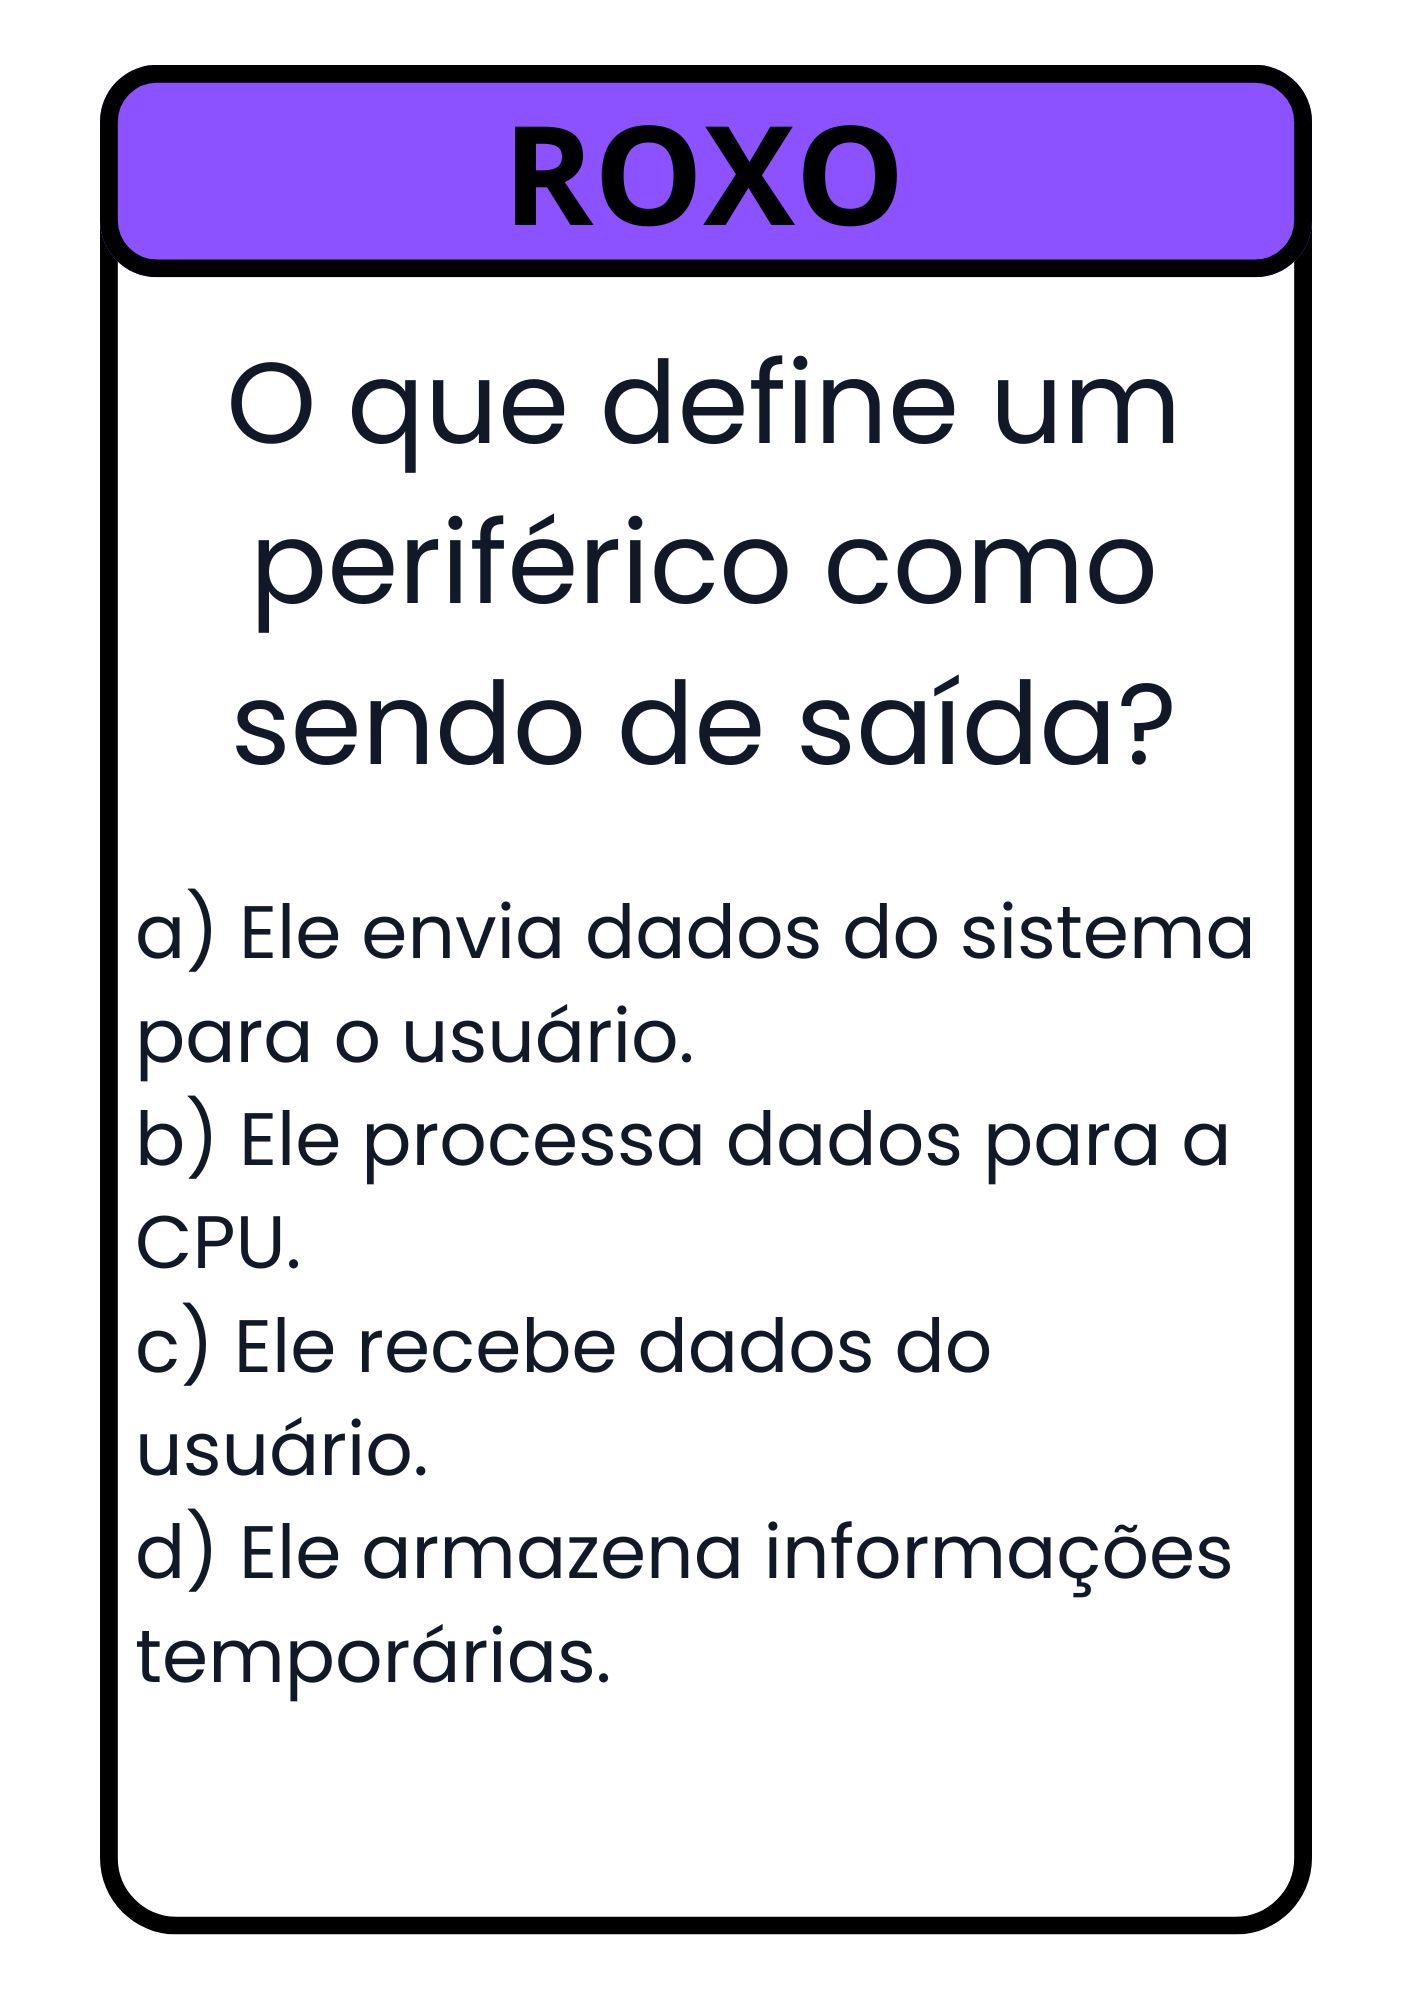 ROXO
O que define um
periférico como
sendo de saída?
a) Ele envia dados do sistema
para o usuário.
b) Ele processa dados para a
CPU.
c) Ele recebe dados do
usuário.
d) Ele armazena informações
temporárias.